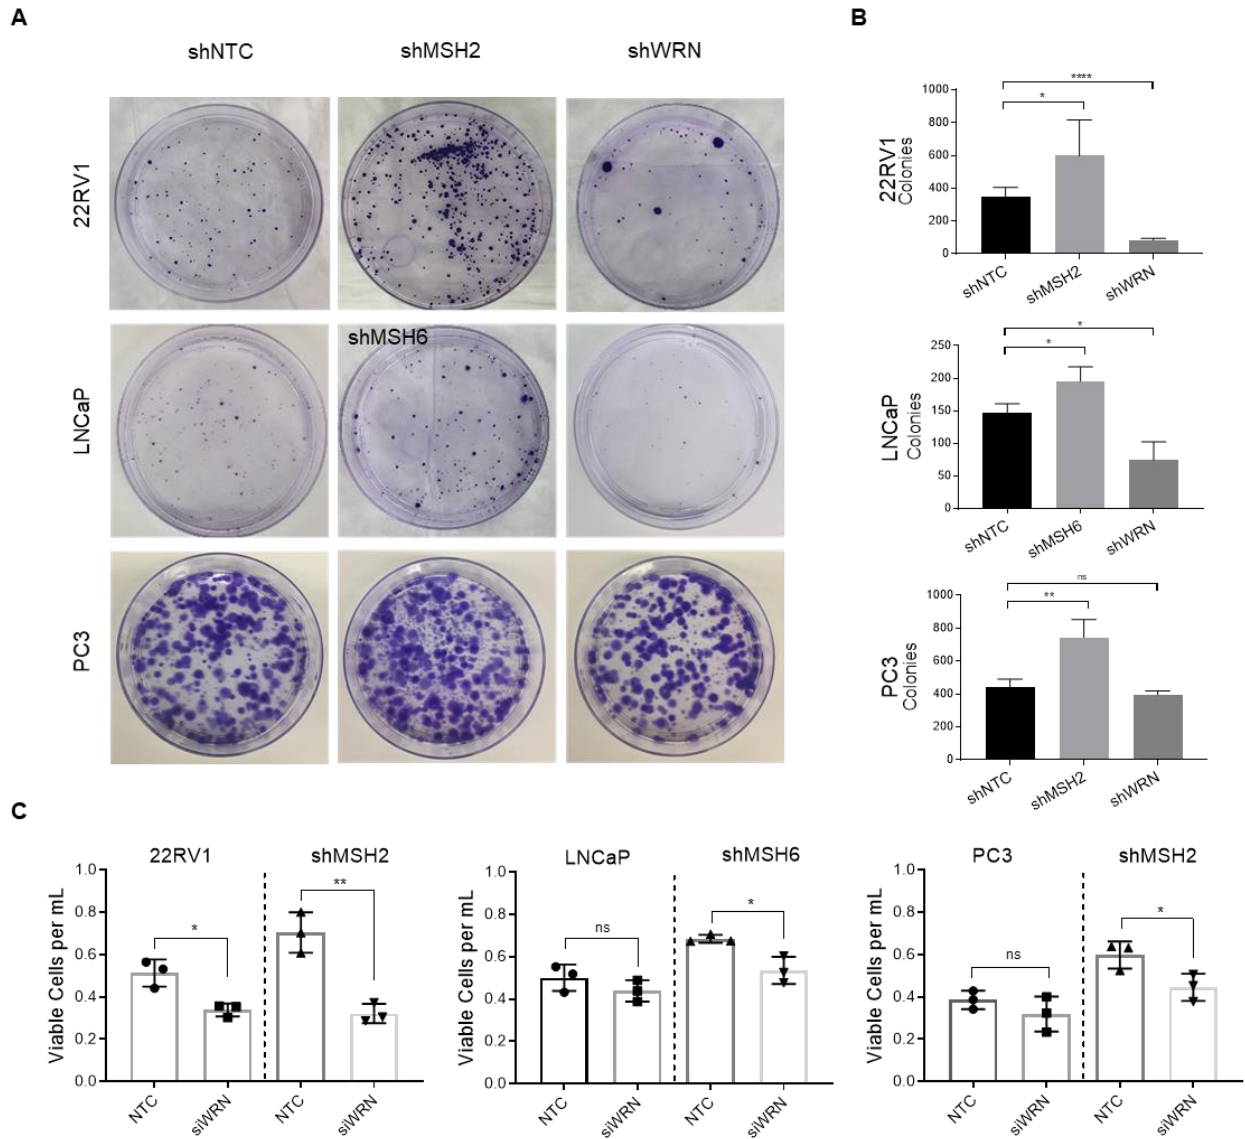 A
B
shNTC
shMSH2
shWRN
22RV1
shMSH6
LNCaP
PC3
22RV1
Colonies
1000
800
600
400
200
0
****
*
shNTC
shMSH2
shWRN
LNCaP
Colonies
250
200
150
100
50
0
*
*
shNTC
shMSH6
shWRN
PC3
Colonies
1000
800
600
400
200
0
ns
**
shNTC
shMSH2
shWRN
C
22RV1
shMSH2
Viable Cells per mL
1.0
0.8
0.6
0.4
0.2
0.0
*
**
NTC
siWRN
NTC
siWRN
LNCaP
shMSH6
Viable Cells per mL
1.0
0.8
0.6
0.4
0.2
0.0
ns
*
NTC
siWRN
NTC
siWRN
PC3
shMSH2
Viable Cells per mL
1.0
0.8
0.6
0.4
0.2
0.0
ns
*
NTC
siWRN
NTC
siWRN